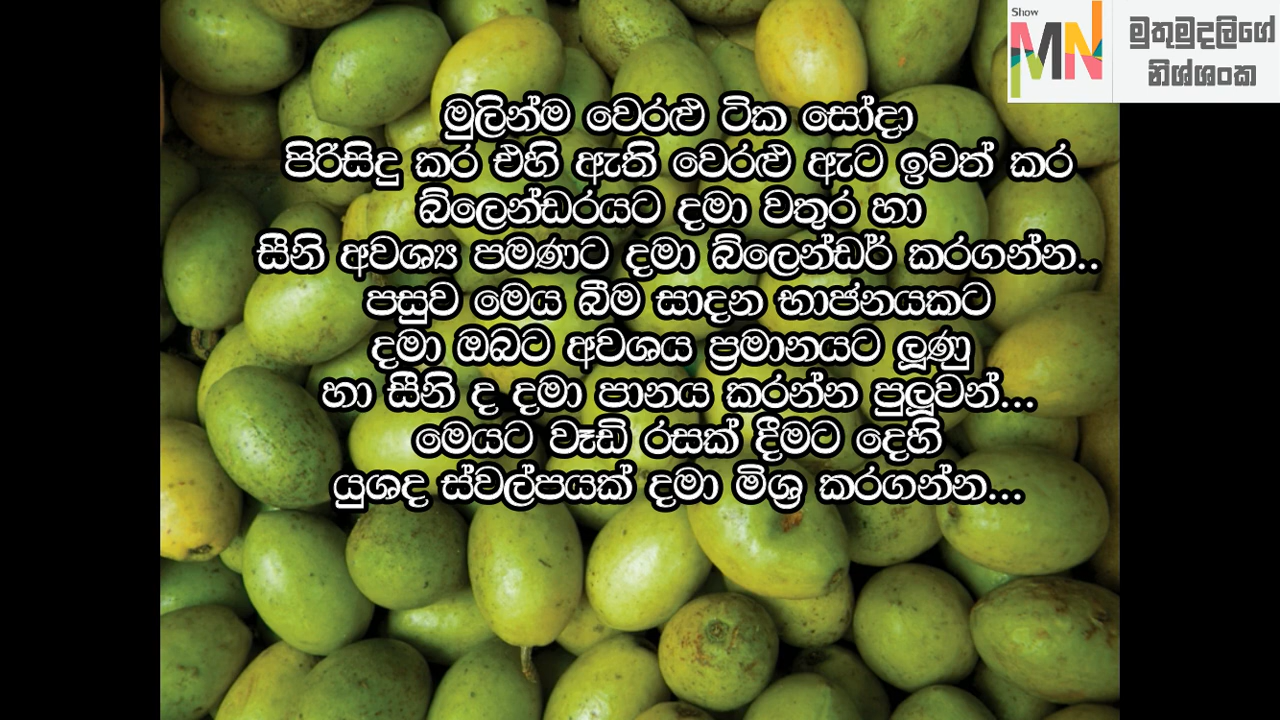 Show
MN
මුතුමුදලිගේ
නිශ්ශංක
මුලින්ම වෙරළු ටික සෝදා
පිරිසිදු කර එහි ඇති වෙරළු ඇට ඉවත් කර
බ්ලෙන්ඩරයට දමා වතුර හා
සීනි අවශ්‍ය පමණට දමා බ්ලෙන්ඩර් කරගන්න..
පසුව මෙය බීම සාදන භාජනයකට
දමා ඔබට අවශය ප්‍රමානයට ලූණු
හා සීනි ද දමා පානය කරන්න පුලූවන්...
මෙයට වැඩි රසක් දීමට දෙහි
යුශද ස්වල්පයක් දමා මිශ්‍ර කරගන්න...